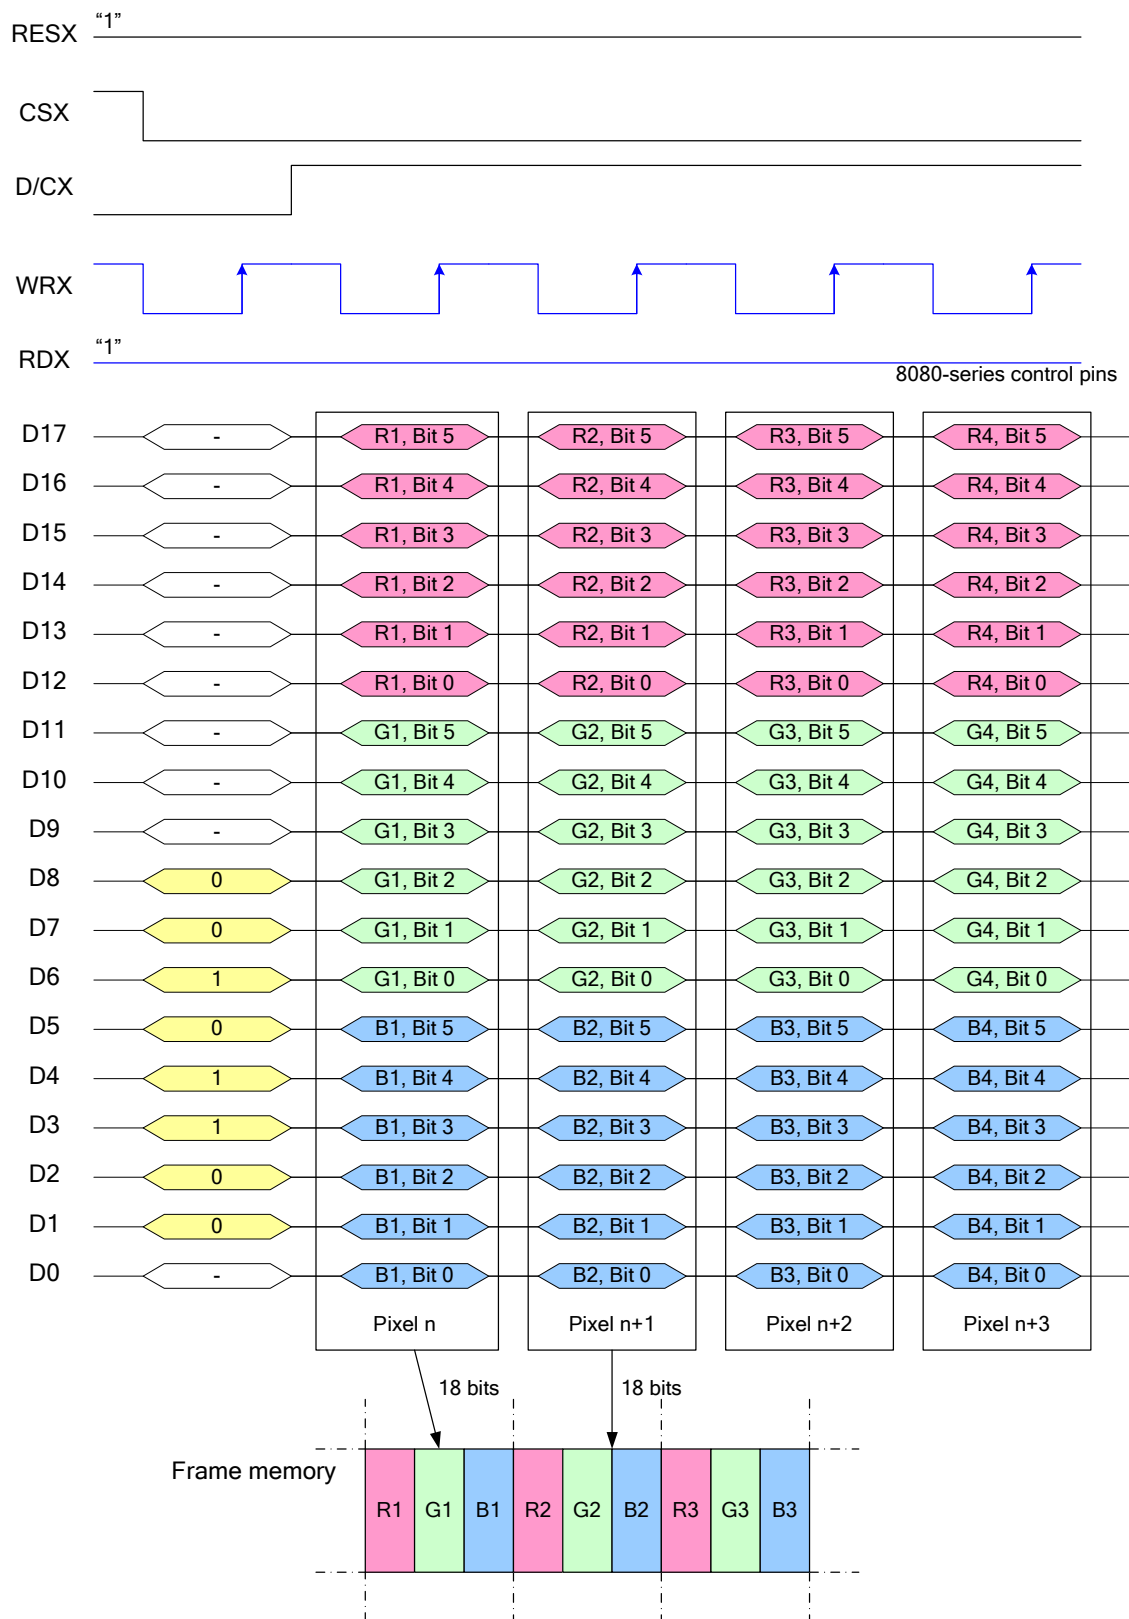 RESX “1”
CSX
D/CX
WRX
RDX “1”
8080-series control pins
D17 - R1, Bit 5 R2, Bit 5 R3, Bit 5 R4, Bit 5
D16 - R1, Bit 4 R2, Bit 4 R3, Bit 4 R4, Bit 4
D15 - R1, Bit 3 R2, Bit 3 R3, Bit 3 R4, Bit 3
D14 - R1, Bit 2 R2, Bit 2 R3, Bit 2 R4, Bit 2
D13 - R1, Bit 1 R2, Bit 1 R3, Bit 1 R4, Bit 1
D12 - R1, Bit 0 R2, Bit 0 R3, Bit 0 R4, Bit 0
D11 - G1, Bit 5 G2, Bit 5 G3, Bit 5 G4, Bit 5
D10 - G1, Bit 4 G2, Bit 4 G3, Bit 4 G4, Bit 4
D9 - G1, Bit 3 G2, Bit 3 G3, Bit 3 G4, Bit 3
D8 0 G1, Bit 2 G2, Bit 2 G3, Bit 2 G4, Bit 2
D7 0 G1, Bit 1 G2, Bit 1 G3, Bit 1 G4, Bit 1
D6 1 G1, Bit 0 G2, Bit 0 G3, Bit 0 G4, Bit 0
D5 0 B1, Bit 5 B2, Bit 5 B3, Bit 5 B4, Bit 5
D4 1 B1, Bit 4 B2, Bit 4 B3, Bit 4 B4, Bit 4
D3 1 B1, Bit 3 B2, Bit 3 B3, Bit 3 B4, Bit 3
D2 0 B1, Bit 2 B2, Bit 2 B3, Bit 2 B4, Bit 2
D1 0 B1, Bit 1 B2, Bit 1 B3, Bit 1 B4, Bit 1
D0 - B1, Bit 0 B2, Bit 0 B3, Bit 0 B4, Bit 0
Pixel n Pixel n+1 Pixel n+2 Pixel n+3
18 bits 18 bits
Frame memory
R1 G1 B1 R2 G2 B2 R3 G3 B3